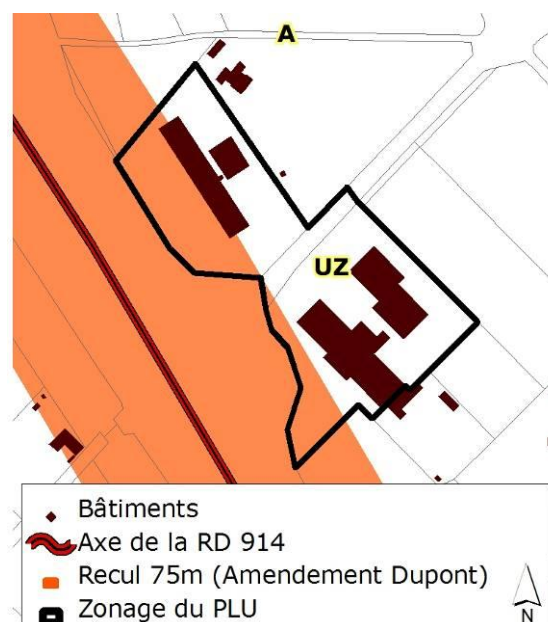 A
UZ
Bâtiments
Axe de la RD 914
Recul 75m (Amendement Dupont)
Zonage du PLU
N